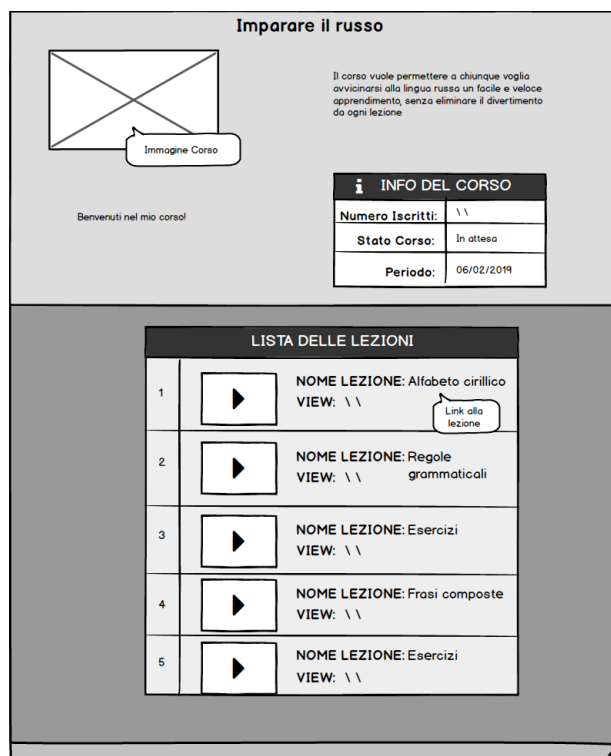 Imparare il russo
Il corso vuole permettere a chiunque voglia
avvicinarsi alla lingua russa un facile e veloce
apprendimento, senza eliminare il divertimento
da ogni lezione
Immagine Corso
Benvenuti nel mio corso!
i INFO DEL CORSO
Numero Iscritti: \ \
Stato Corso: In attesa
Periodo: 06/02/2019
LISTA DELLE LEZIONI
1
NOME LEZIONE: Alfabeto cirillico
VIEW: \ \
Link alla
lezione
2
NOME LEZIONE: Regole
grammaticali
VIEW: \ \
3
NOME LEZIONE: Esercizi
VIEW: \ \
4
NOME LEZIONE: Frasi composte
VIEW: \ \
5
NOME LEZIONE: Esercizi
VIEW: \ \